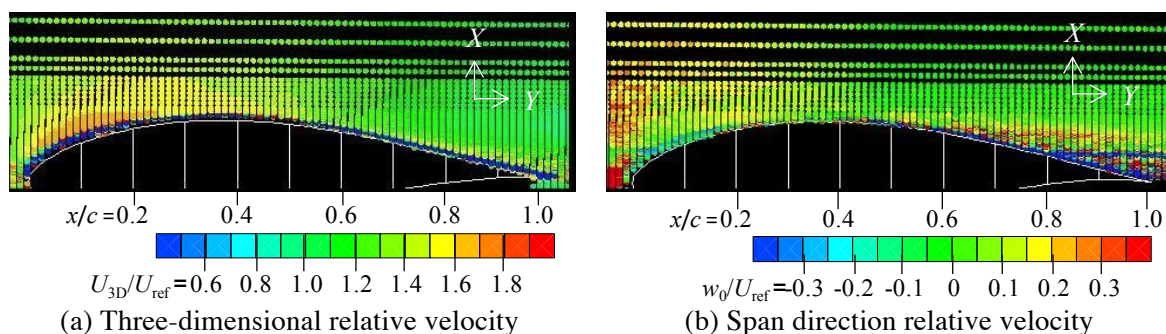 X
Y
x/c = 0.2 0.4 0.6 0.8 1.0
U3D/Uref = 0.6 0.8 1.0 1.2 1.4 1.6 1.8
(a) Three-dimensional relative velocity
X
Y
x/c = 0.2 0.4 0.6 0.8 1.0
w0/Uref = -0.3 -0.2 -0.1 0 0.1 0.2 0.3
(b) Span direction relative velocity